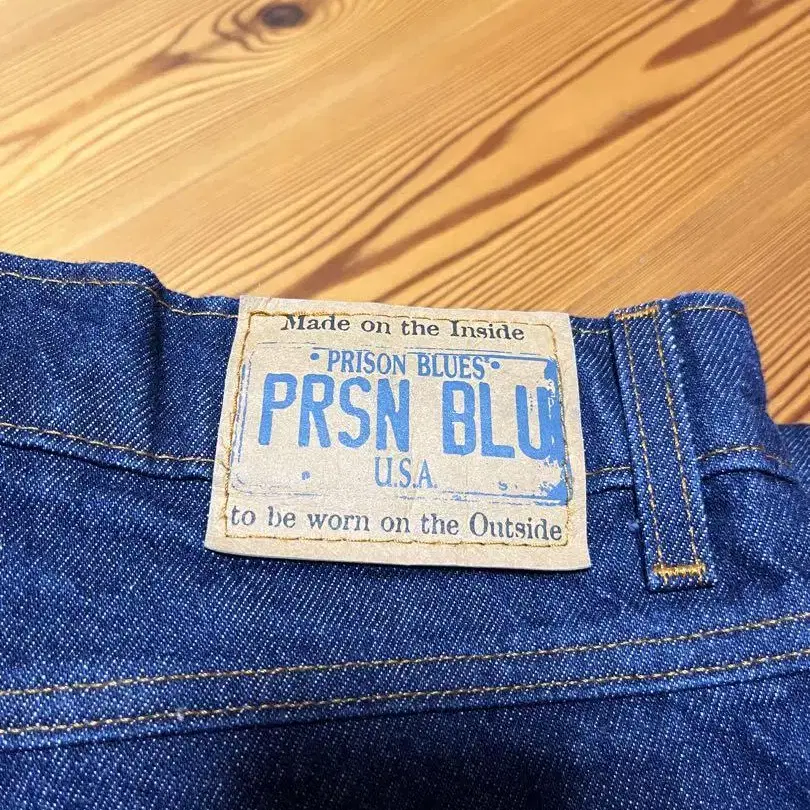 Made on the Inside
• PRISON BLUES •
PRSN BLU
U.S.A.
to be worn on the Outside